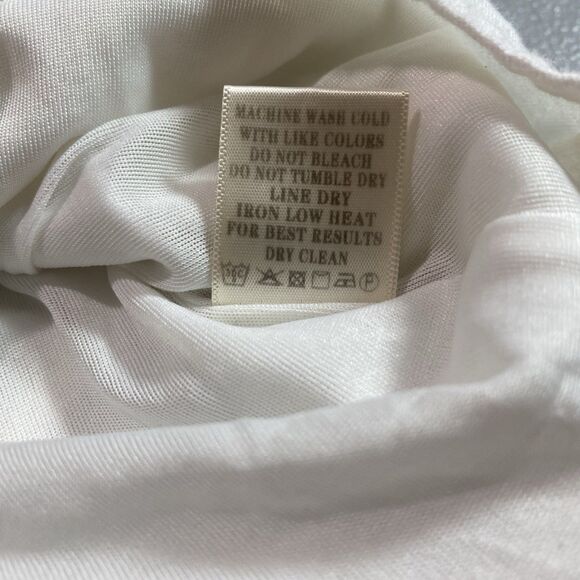 MACHINE WASH COLD
WITH LIKE COLORS
DO NOT BLEACH
DO NOT TUMBLE DRY
LINE DRY
IRON LOW HEAT
FOR BEST RESULTS
DRY CLEAN
30C P